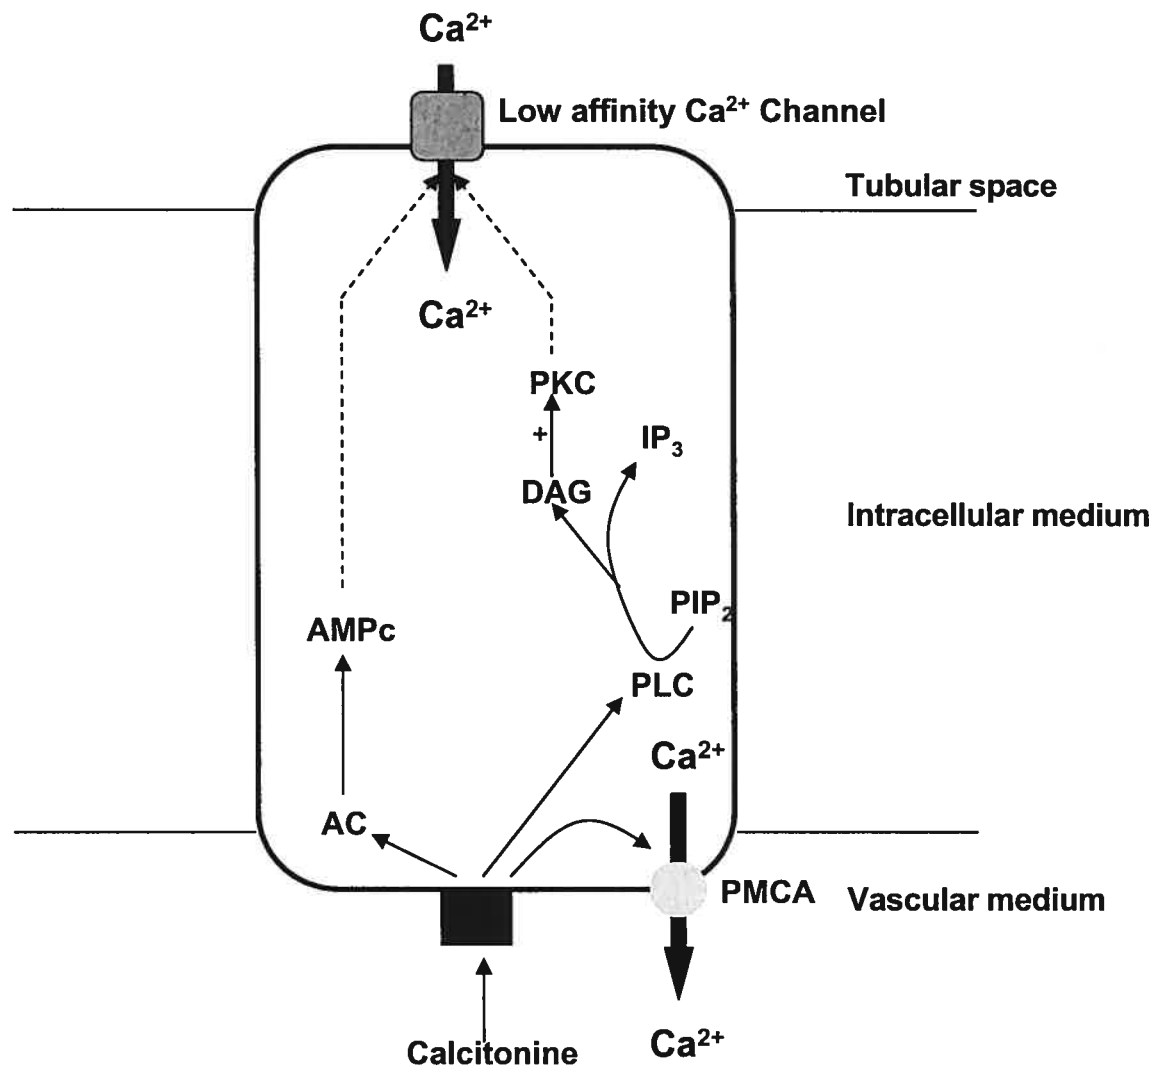 Ca²⁺
Low affinity Ca²⁺ Channel
Tubular space
Ca²⁺
PKC
+
IP₃
DAG
Intracellular medium
PIP₂
AMPc
PLC
Ca²⁺
AC
PMCA
Vascular medium
Calcitonine
Ca²⁺